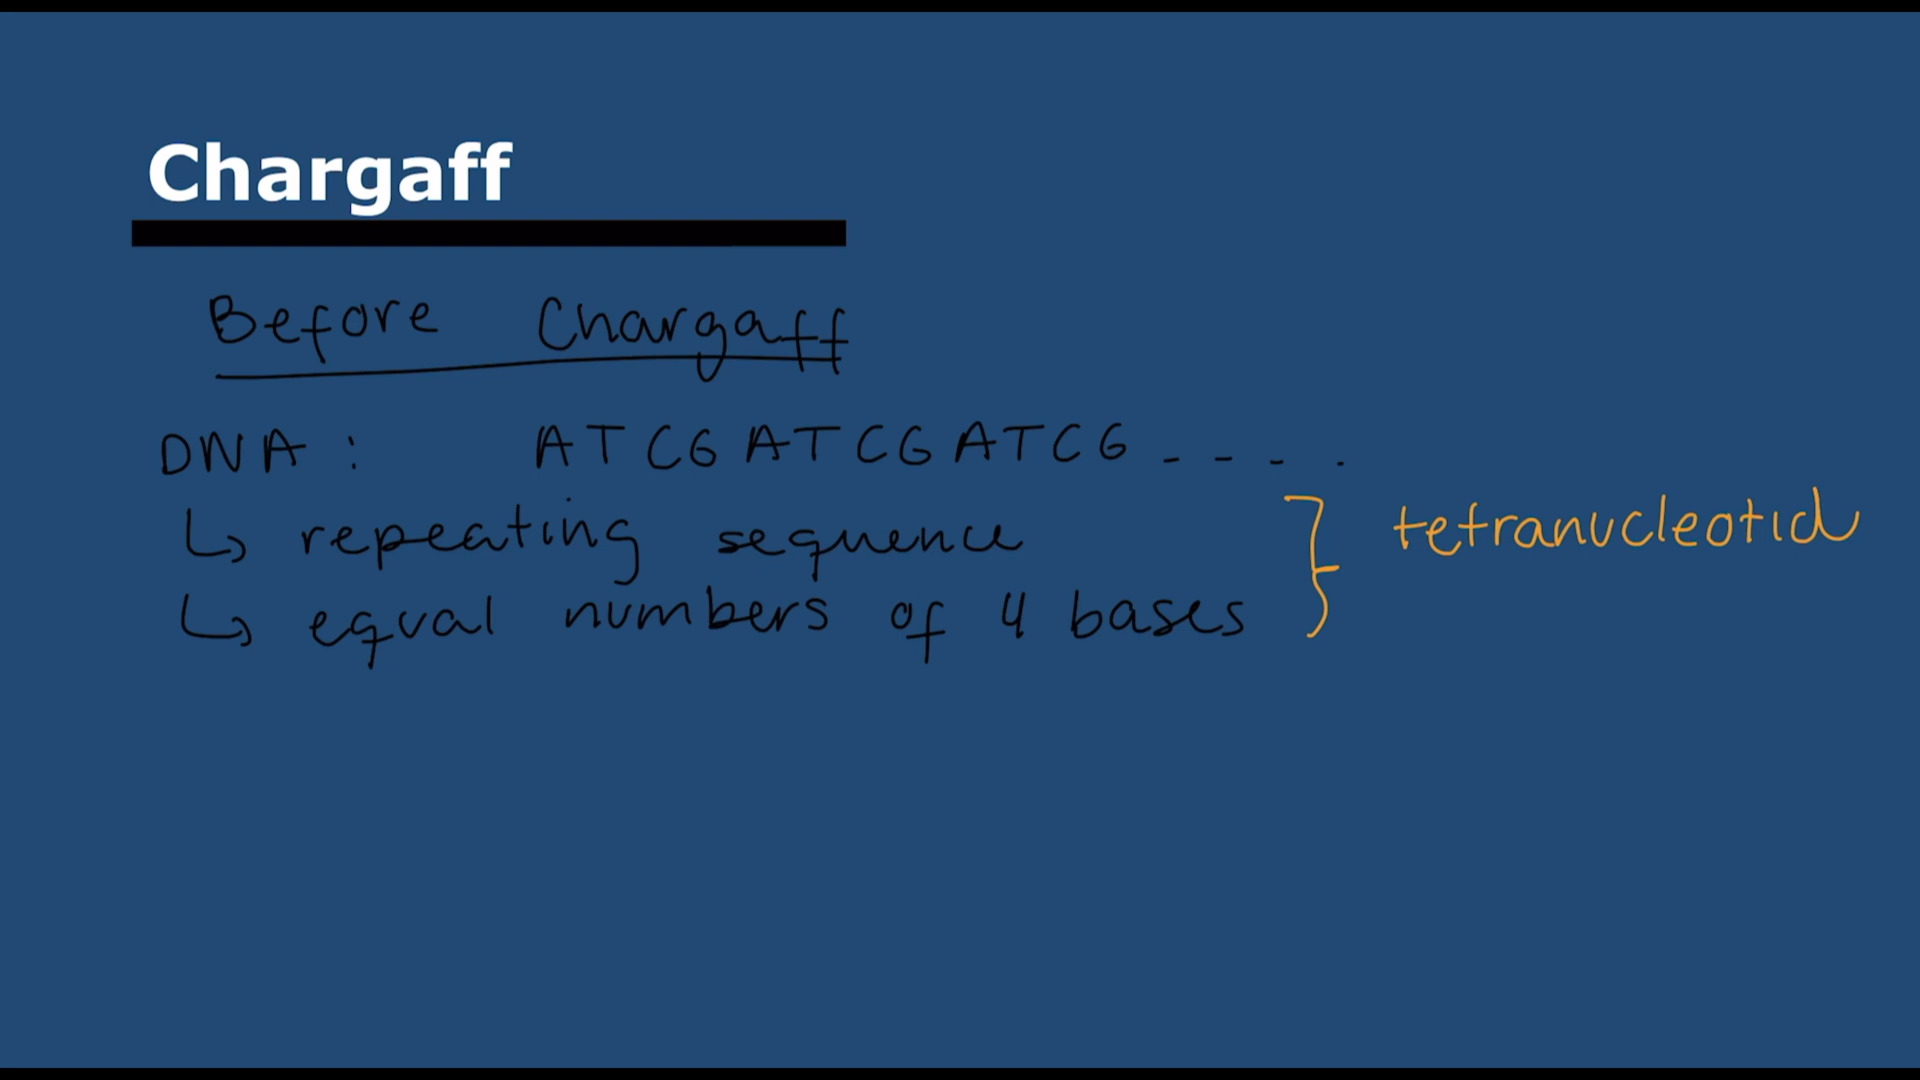 Chargaff
Before Chargaff
DNA: ATCGATCGATCG - - - .
↳ repeating sequence
↳ equal numbers of 4 bases
} tetranucleotid